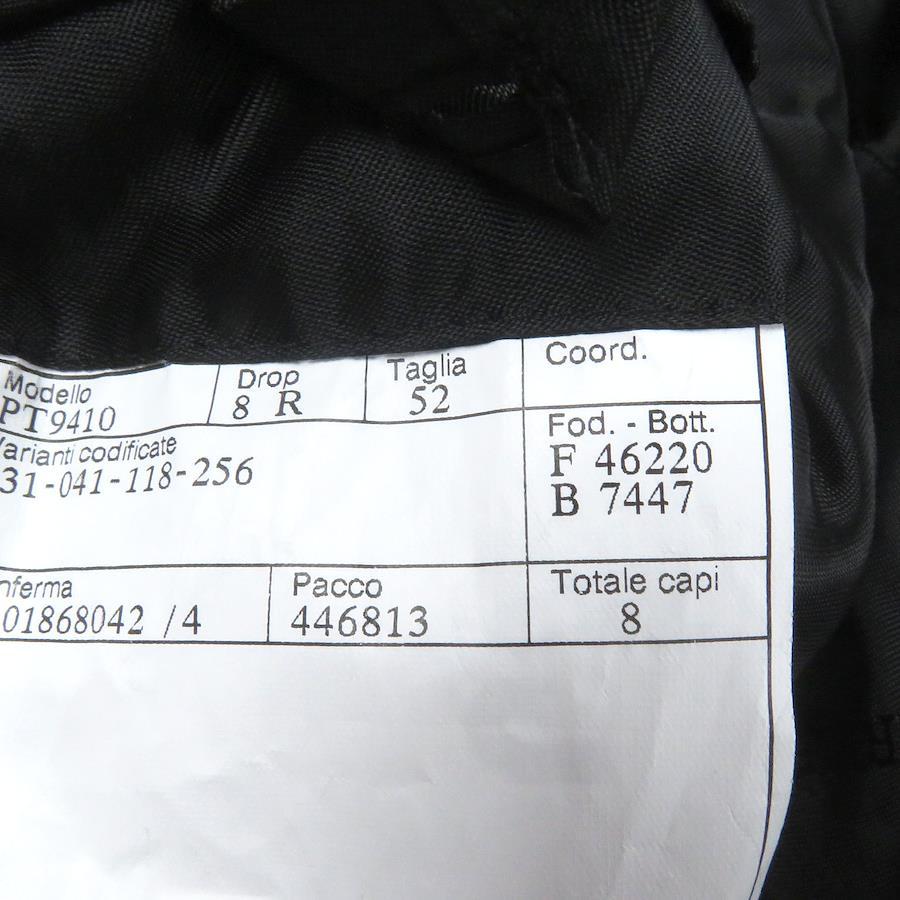 Modello Drop Taglia Coord.
PT9410 8 R 52
Varianti codificate Fod. - Bott.
31-041-118-256 F 46220
B 7447
nferma Pacco Totale capi
01868042 /4 446813 8